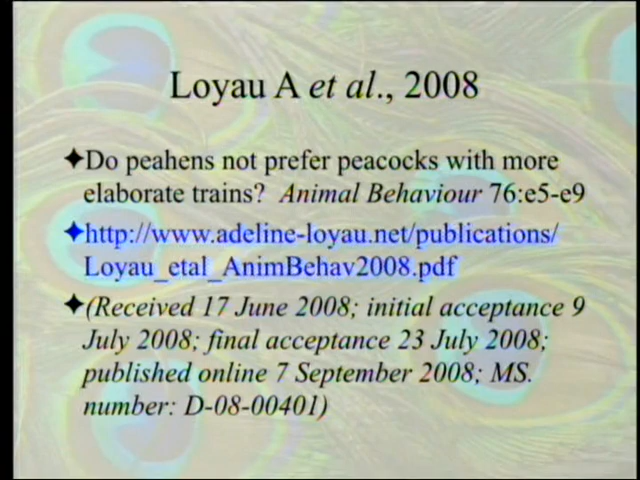 Loyau A et al., 2008
✦Do peahens not prefer peacocks with more
elaborate trains? Animal Behaviour 76:e5-e9
✦http://www.adeline-loyau.net/publications/
Loyau_etal_AnimBehav2008.pdf
✦(Received 17 June 2008; initial acceptance 9
July 2008; final acceptance 23 July 2008;
published online 7 September 2008; MS.
number: D-08-00401)